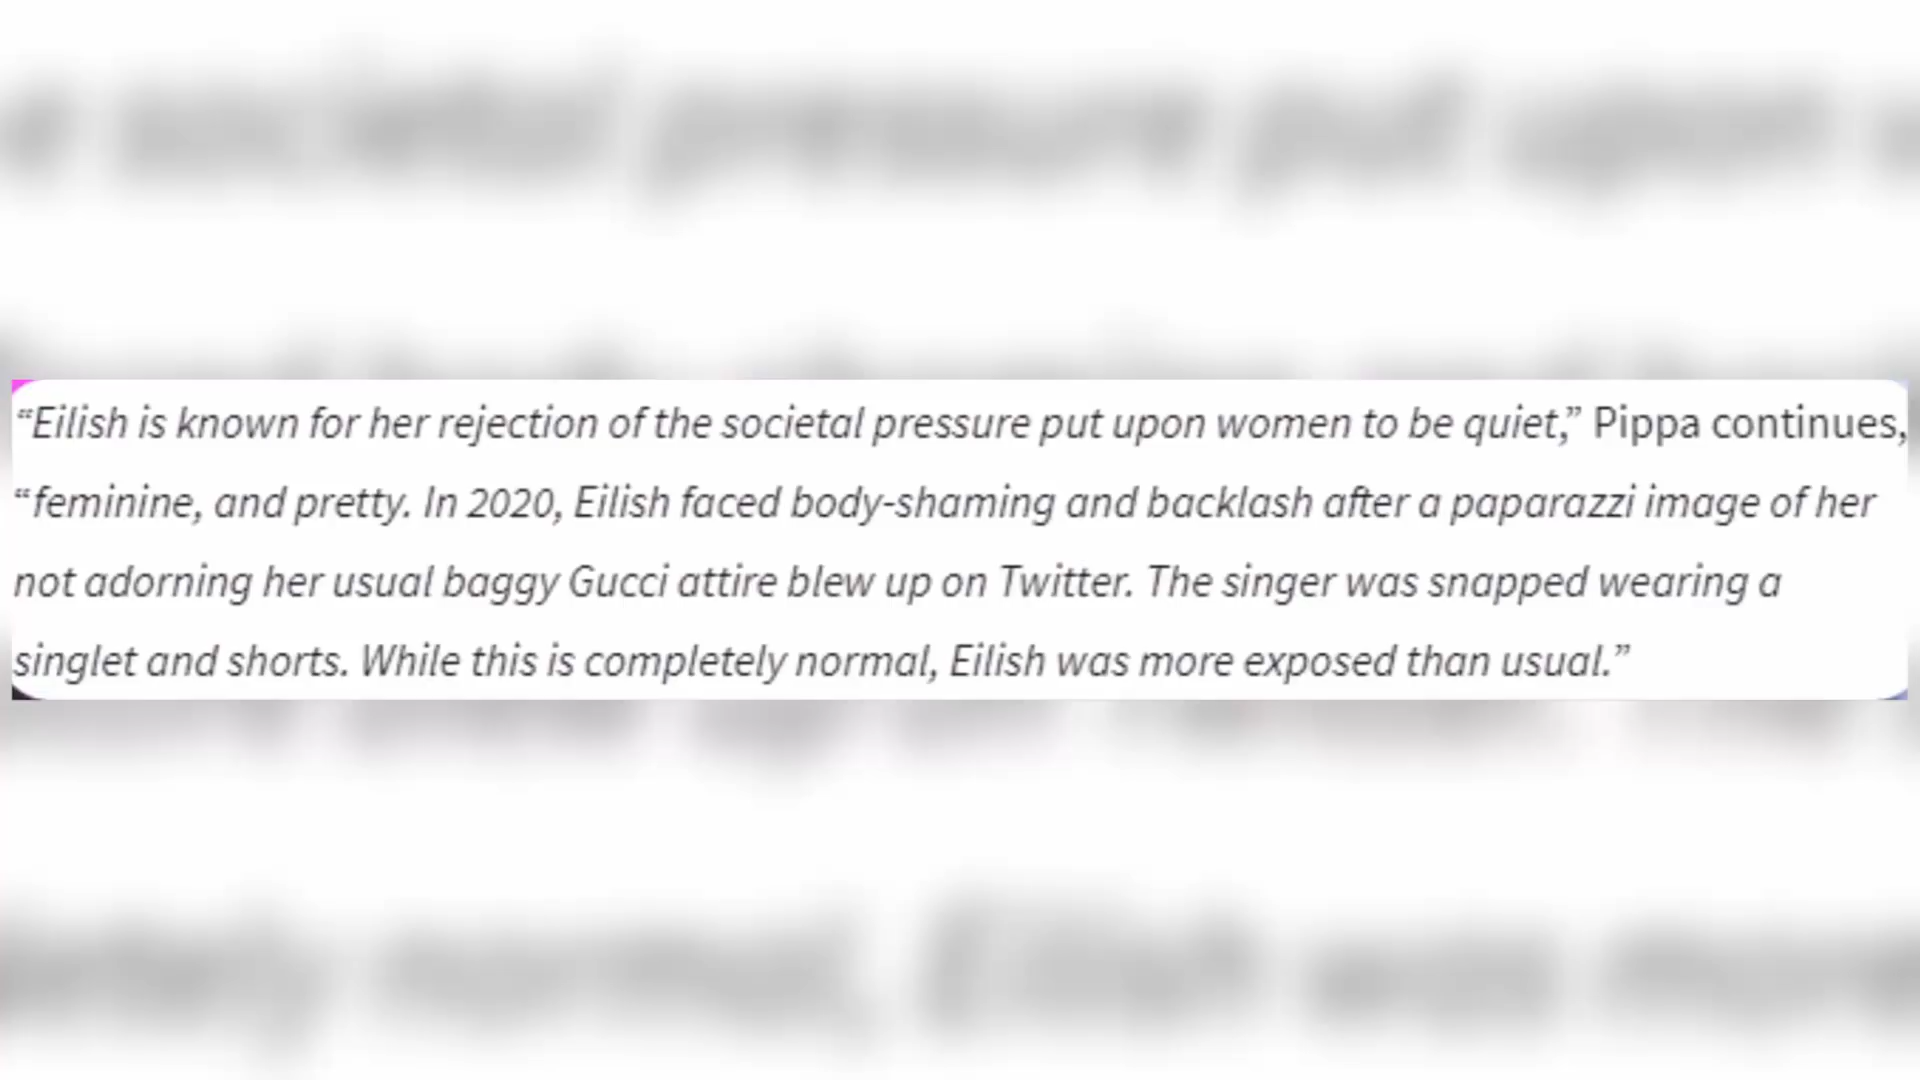 “Eilish is known for her rejection of the societal pressure put upon women to be quiet,” Pippa continues,
“feminine, and pretty. In 2020, Eilish faced body-shaming and backlash after a paparazzi image of her
not adorning her usual baggy Gucci attire blew up on Twitter. The singer was snapped wearing a
singlet and shorts. While this is completely normal, Eilish was more exposed than usual.”